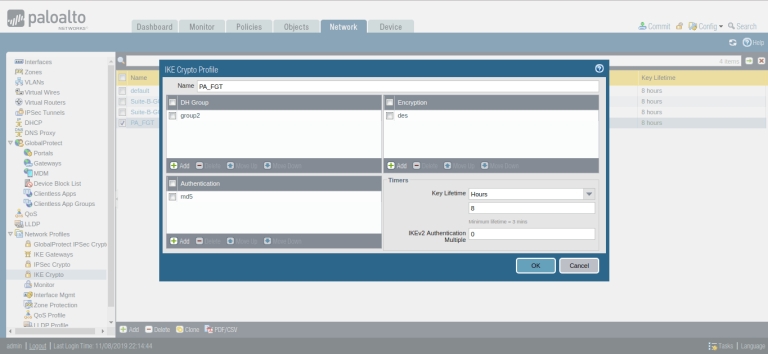 paloalto
NETWORKS
Dashboard
Monitor
Policies
Objects
Network
Device
Commit
Config
Search
Help
Interfaces
Zones
VLANs
Virtual Wires
Virtual Routers
IPSec Tunnels
DHCP
DNS Proxy
GlobalProtect
Portals
Gateways
MDM
Device Block List
Clientless Apps
Clientless App Groups
QoS
LLDP
Network Profiles
GlobalProtect IPSec Crypt
IKE Gateways
IPSec Crypto
IKE Crypto
Monitor
Interface Mgmt
Zone Protection
QoS Profile
LLDP Profile
4 items
Name
Key Lifetime
default
8 hours
Suite-B-G
8 hours
Suite-B-G
8 hours
PA_FGT
8 hours
IKE Crypto Profile
Name PA_FGT
DH Group
group2
Add Delete Move Up Move Down
Encryption
des
Add Delete Move Up Move Down
Authentication
md5
Add Delete Move Up Move Down
Timers
Key Lifetime Hours
8
minimum lifetime = 3 mins
IKEv2 Authentication Multiple 0
OK Cancel
Add Delete Clone PDF/CSV
admin | Logout | Last Login Time: 11/08/2019 22:14:44
Tasks | Language